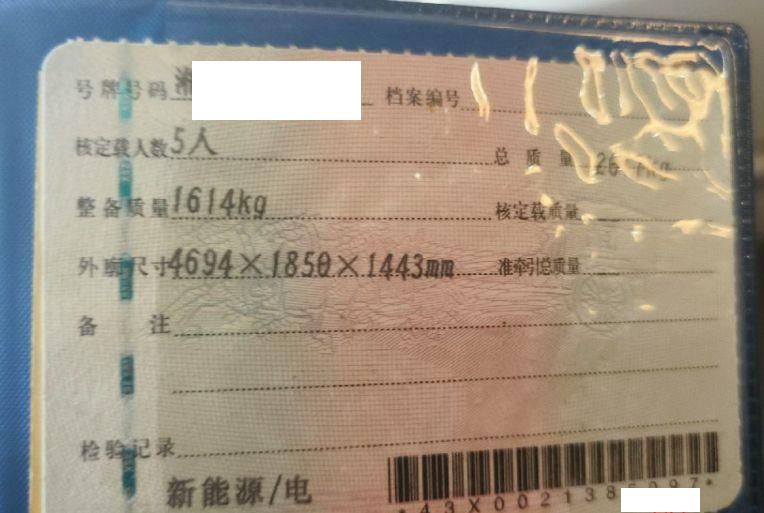 号牌号码 档案编号
核定载人数 5人 总质量
整备质量 1614kg 核定载质量
外廓尺寸 4694×1850×1443mm 准牵引总质量
备注
检验记录
新能源/电